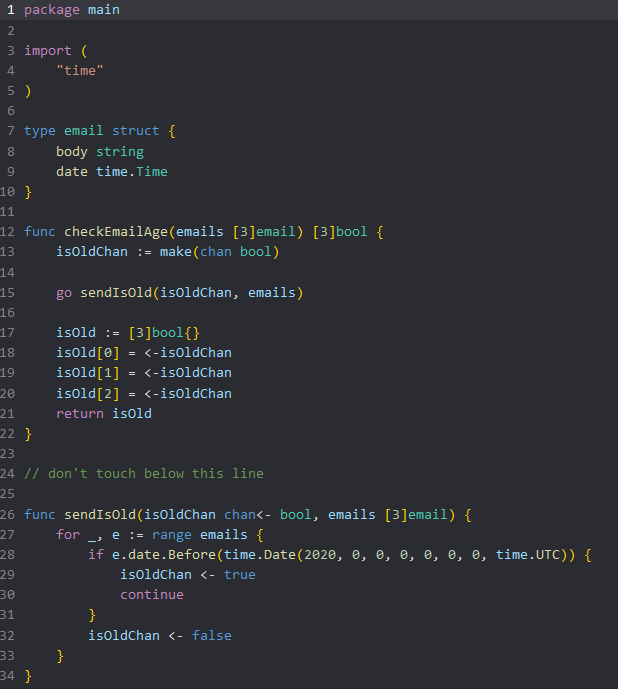 1 package main
2
3 import (
4     "time"
5 )
6
7 type email struct {
8     body string
9     date time.Time
10 }
11
12 func checkEmailAge(emails [3]email) [3]bool {
13     isOldChan := make(chan bool)
14
15     go sendIsOld(isOldChan, emails)
16
17     isOld := [3]bool{}
18     isOld[0] = <-isOldChan
19     isOld[1] = <-isOldChan
20     isOld[2] = <-isOldChan
21     return isOld
22 }
23
24 // don't touch below this line
25
26 func sendIsOld(isOldChan chan<- bool, emails [3]email) {
27     for _, e := range emails {
28         if e.date.Before(time.Date(2020, 0, 0, 0, 0, 0, 0, time.UTC)) {
29             isOldChan <- true
30             continue
31         }
32         isOldChan <- false
33     }
34 }